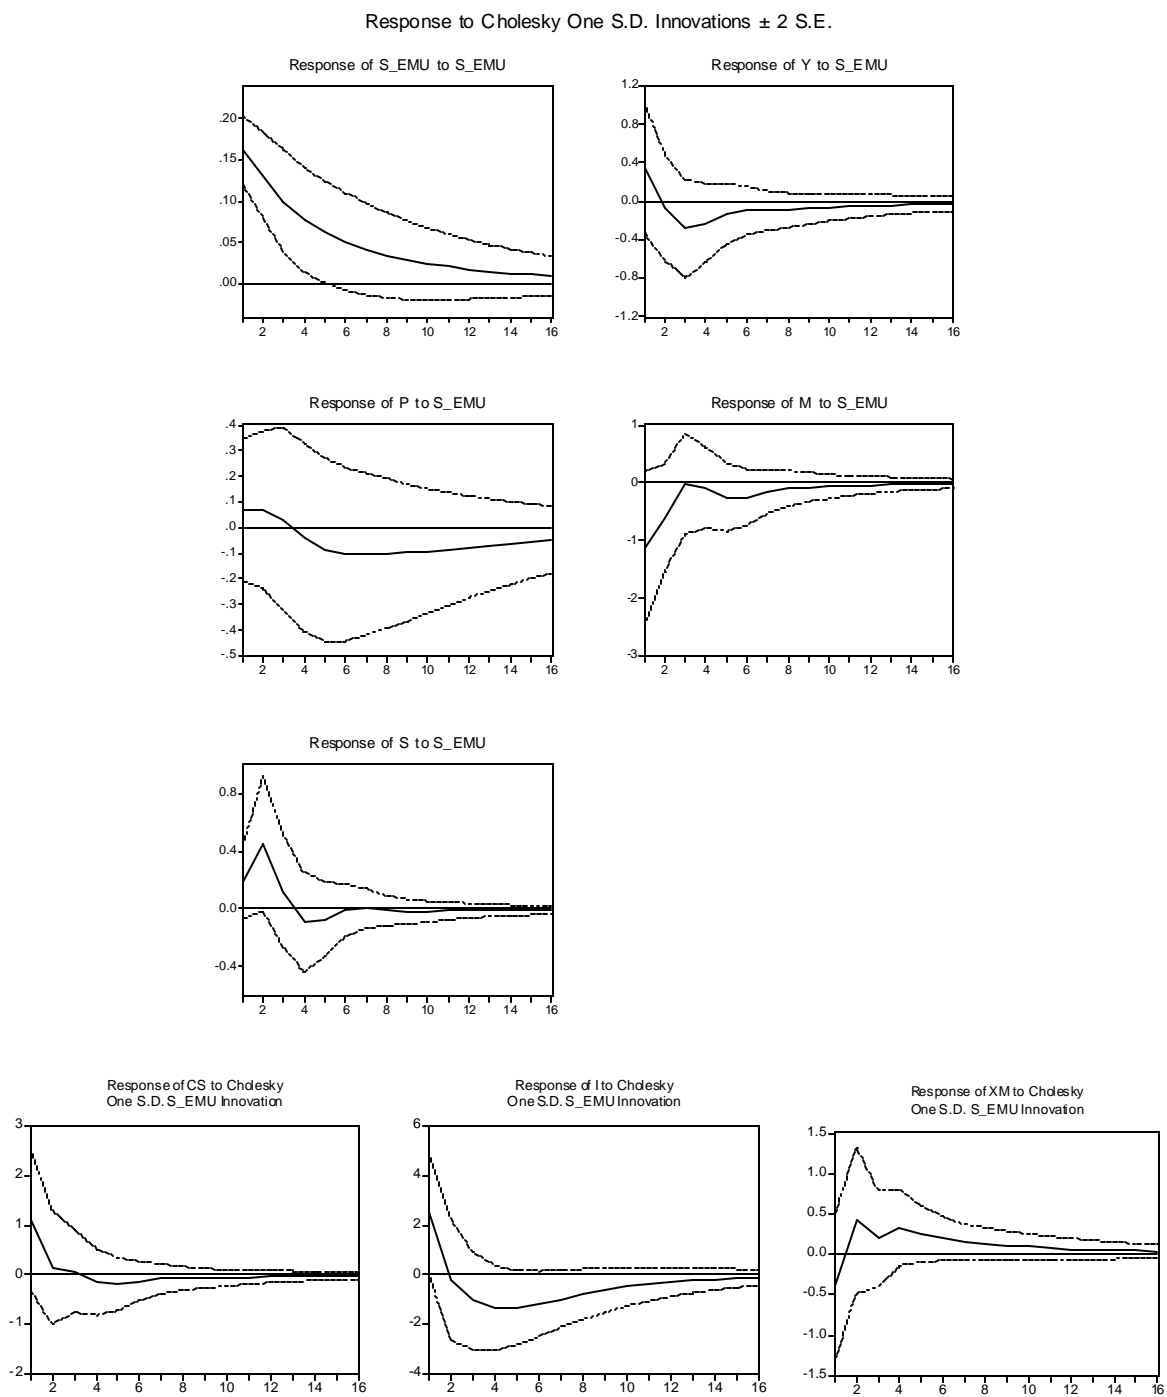 Response to Cholesky One S.D. Innovations ± 2 S.E.
Response of S_EMU to S_EMU
.20
.15
.10
.05
.00
2 4 6 8 10 12 14 16
Response of Y to S_EMU
1.2
0.8
0.4
0.0
-0.4
-0.8
-1.2
2 4 6 8 10 12 14 16
Response of P to S_EMU
.4
.3
.2
.1
.0
-.1
-.2
-.3
-.4
-.5
2 4 6 8 10 12 14 16
Response of M to S_EMU
1
0
-1
-2
-3
2 4 6 8 10 12 14 16
Response of S to S_EMU
0.8
0.4
0.0
-0.4
2 4 6 8 10 12 14 16
Response of CS to Cholesky
One S.D. S_EMU Innovation
3
2
1
0
-1
-2
2 4 6 8 10 12 14 16
Response of I to Cholesky
One S.D. S_EMU Innovation
6
4
2
0
-2
-4
2 4 6 8 10 12 14 16
Response of XM to Cholesky
One S.D. S_EMU Innovation
1.5
1.0
0.5
0.0
-0.5
-1.0
-1.5
2 4 6 8 10 12 14 16